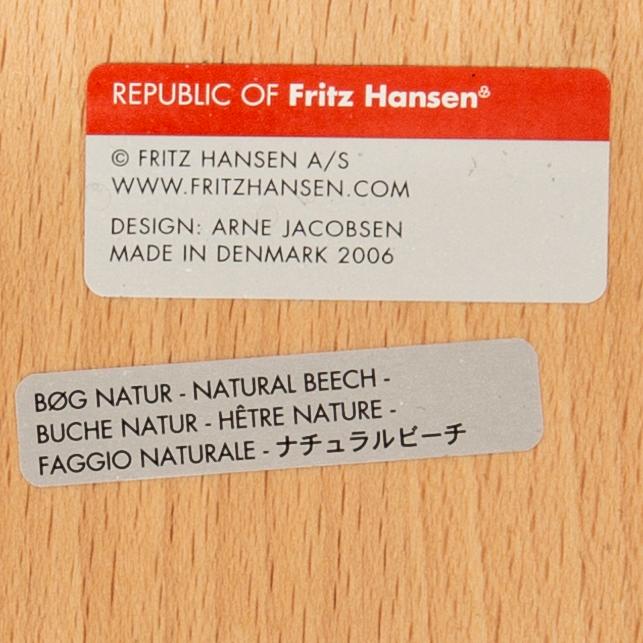 REPUBLIC OF Fritz Hansen
© FRITZ HANSEN A/S
WWW.FRITZHANSEN.COM
DESIGN: ARNE JACOBSEN
MADE IN DENMARK 2006
BØG NATUR - NATURAL BEECH -
BUCHE NATUR - HÊTRE NATURE -
FAGGIO NATURALE - ナチュラルビーチ